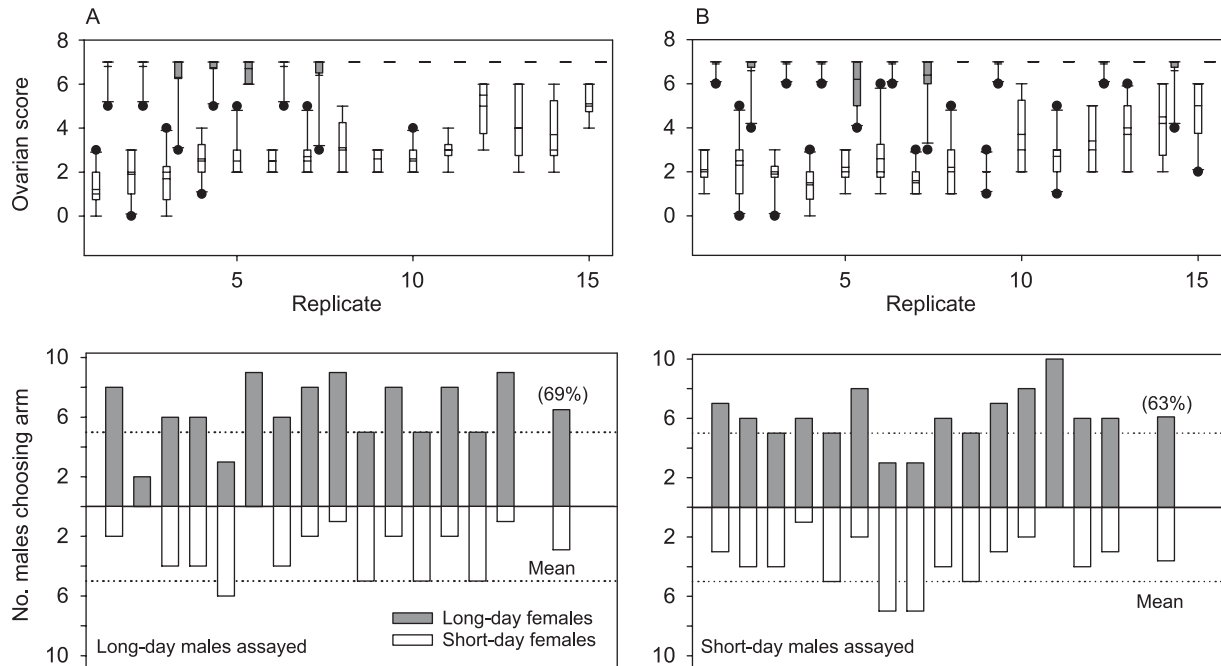 A
Ovarian score
8
6
4
2
0
5
10
15
Replicate
B
8
6
4
2
0
5
10
15
Replicate
No. males choosing arm
10
6
2
2
6
10
(69%)
Mean
Long-day females
Short-day females
Long-day males assayed
10
6
2
2
6
10
(63%)
Mean
Short-day males assayed